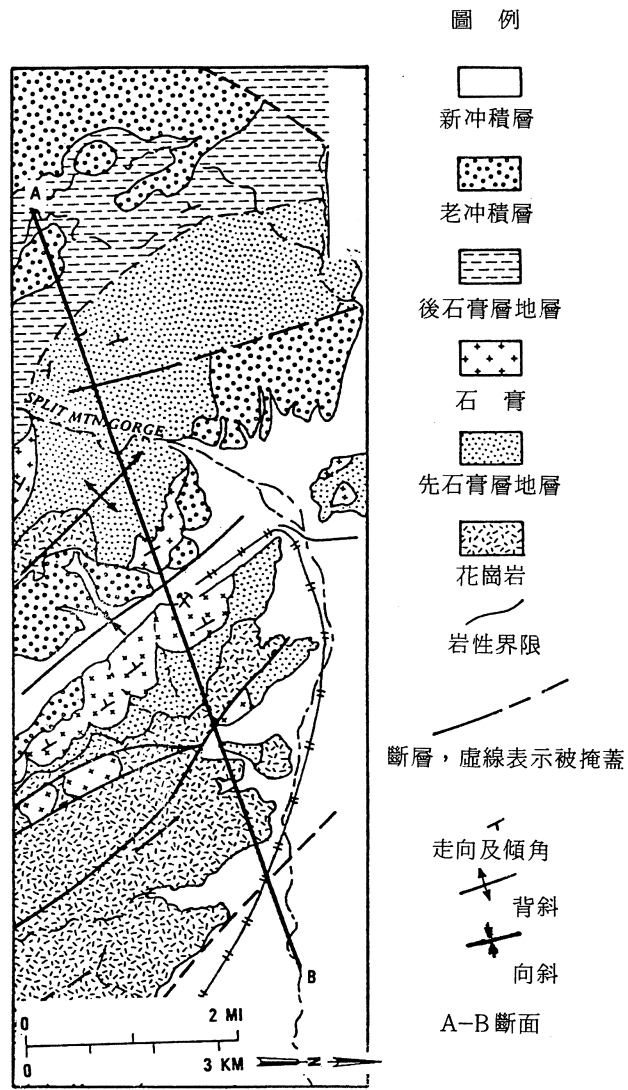 圖 例
新冲積層
老冲積層
後石膏層地層
石 膏
先石膏層地層
花崗岩
岩性界限
斷層，虛線表示被掩蓋
走向及傾角
背斜
向斜
A-B斷面
A
SPLIT MTN GORGE
B
0 2 MI
0 3 KM
N